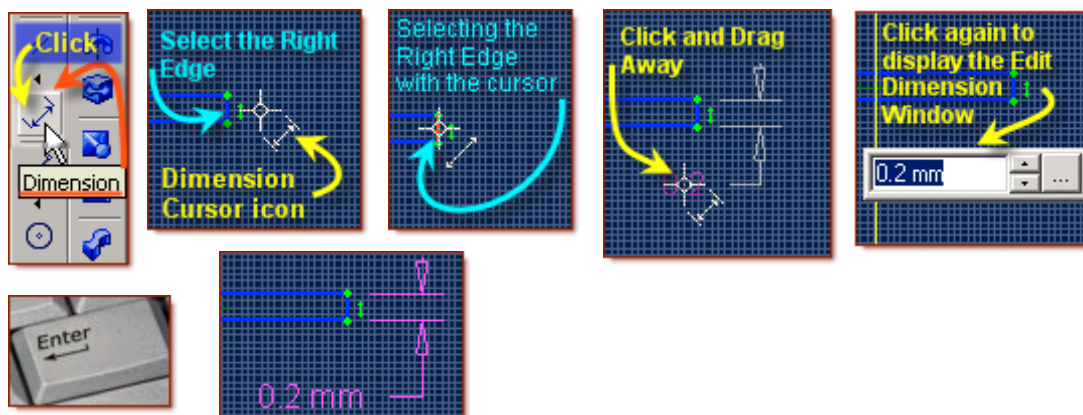 Click
Dimension
Select the Right
Edge
Dimension
Cursor icon
Selecting the
Right Edge
with the cursor
Click and Drag
Away
Click again to
display the Edit
Dimension
Window
0.2 mm
...
Enter
0.2 mm